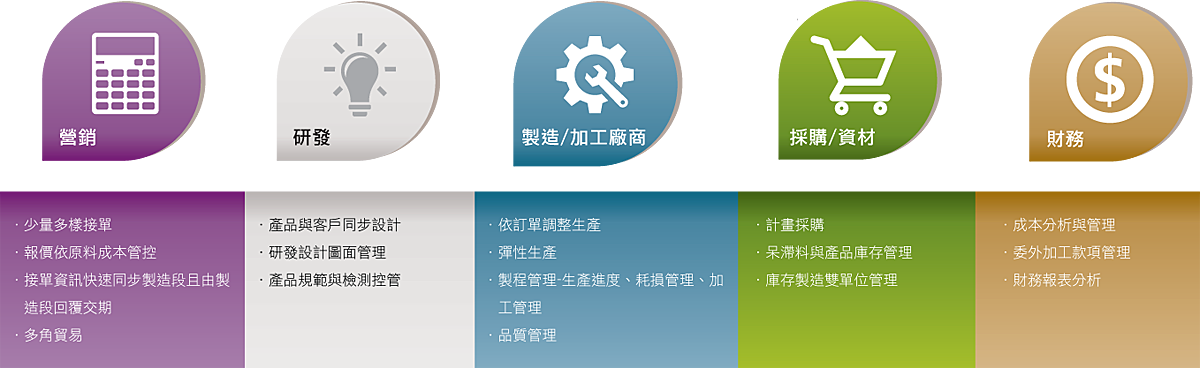 營銷
研發
製造/加工廠商
採購/資材
財務
· 少量多樣接單
· 報價依原料成本管控
· 接單資訊快速同步製造段且由製
造段回覆交期
· 多角貿易
· 產品與客戶同步設計
· 研發設計圖面管理
· 產品規範與檢測控管
· 依訂單調整生產
· 彈性生產
· 製程管理-生產進度、耗損管理、加
工管理
· 品質管理
· 計畫採購
· 呆滯料與產品庫存管理
· 庫存製造雙單位管理
· 成本分析與管理
· 委外加工款項管理
· 財務報表分析